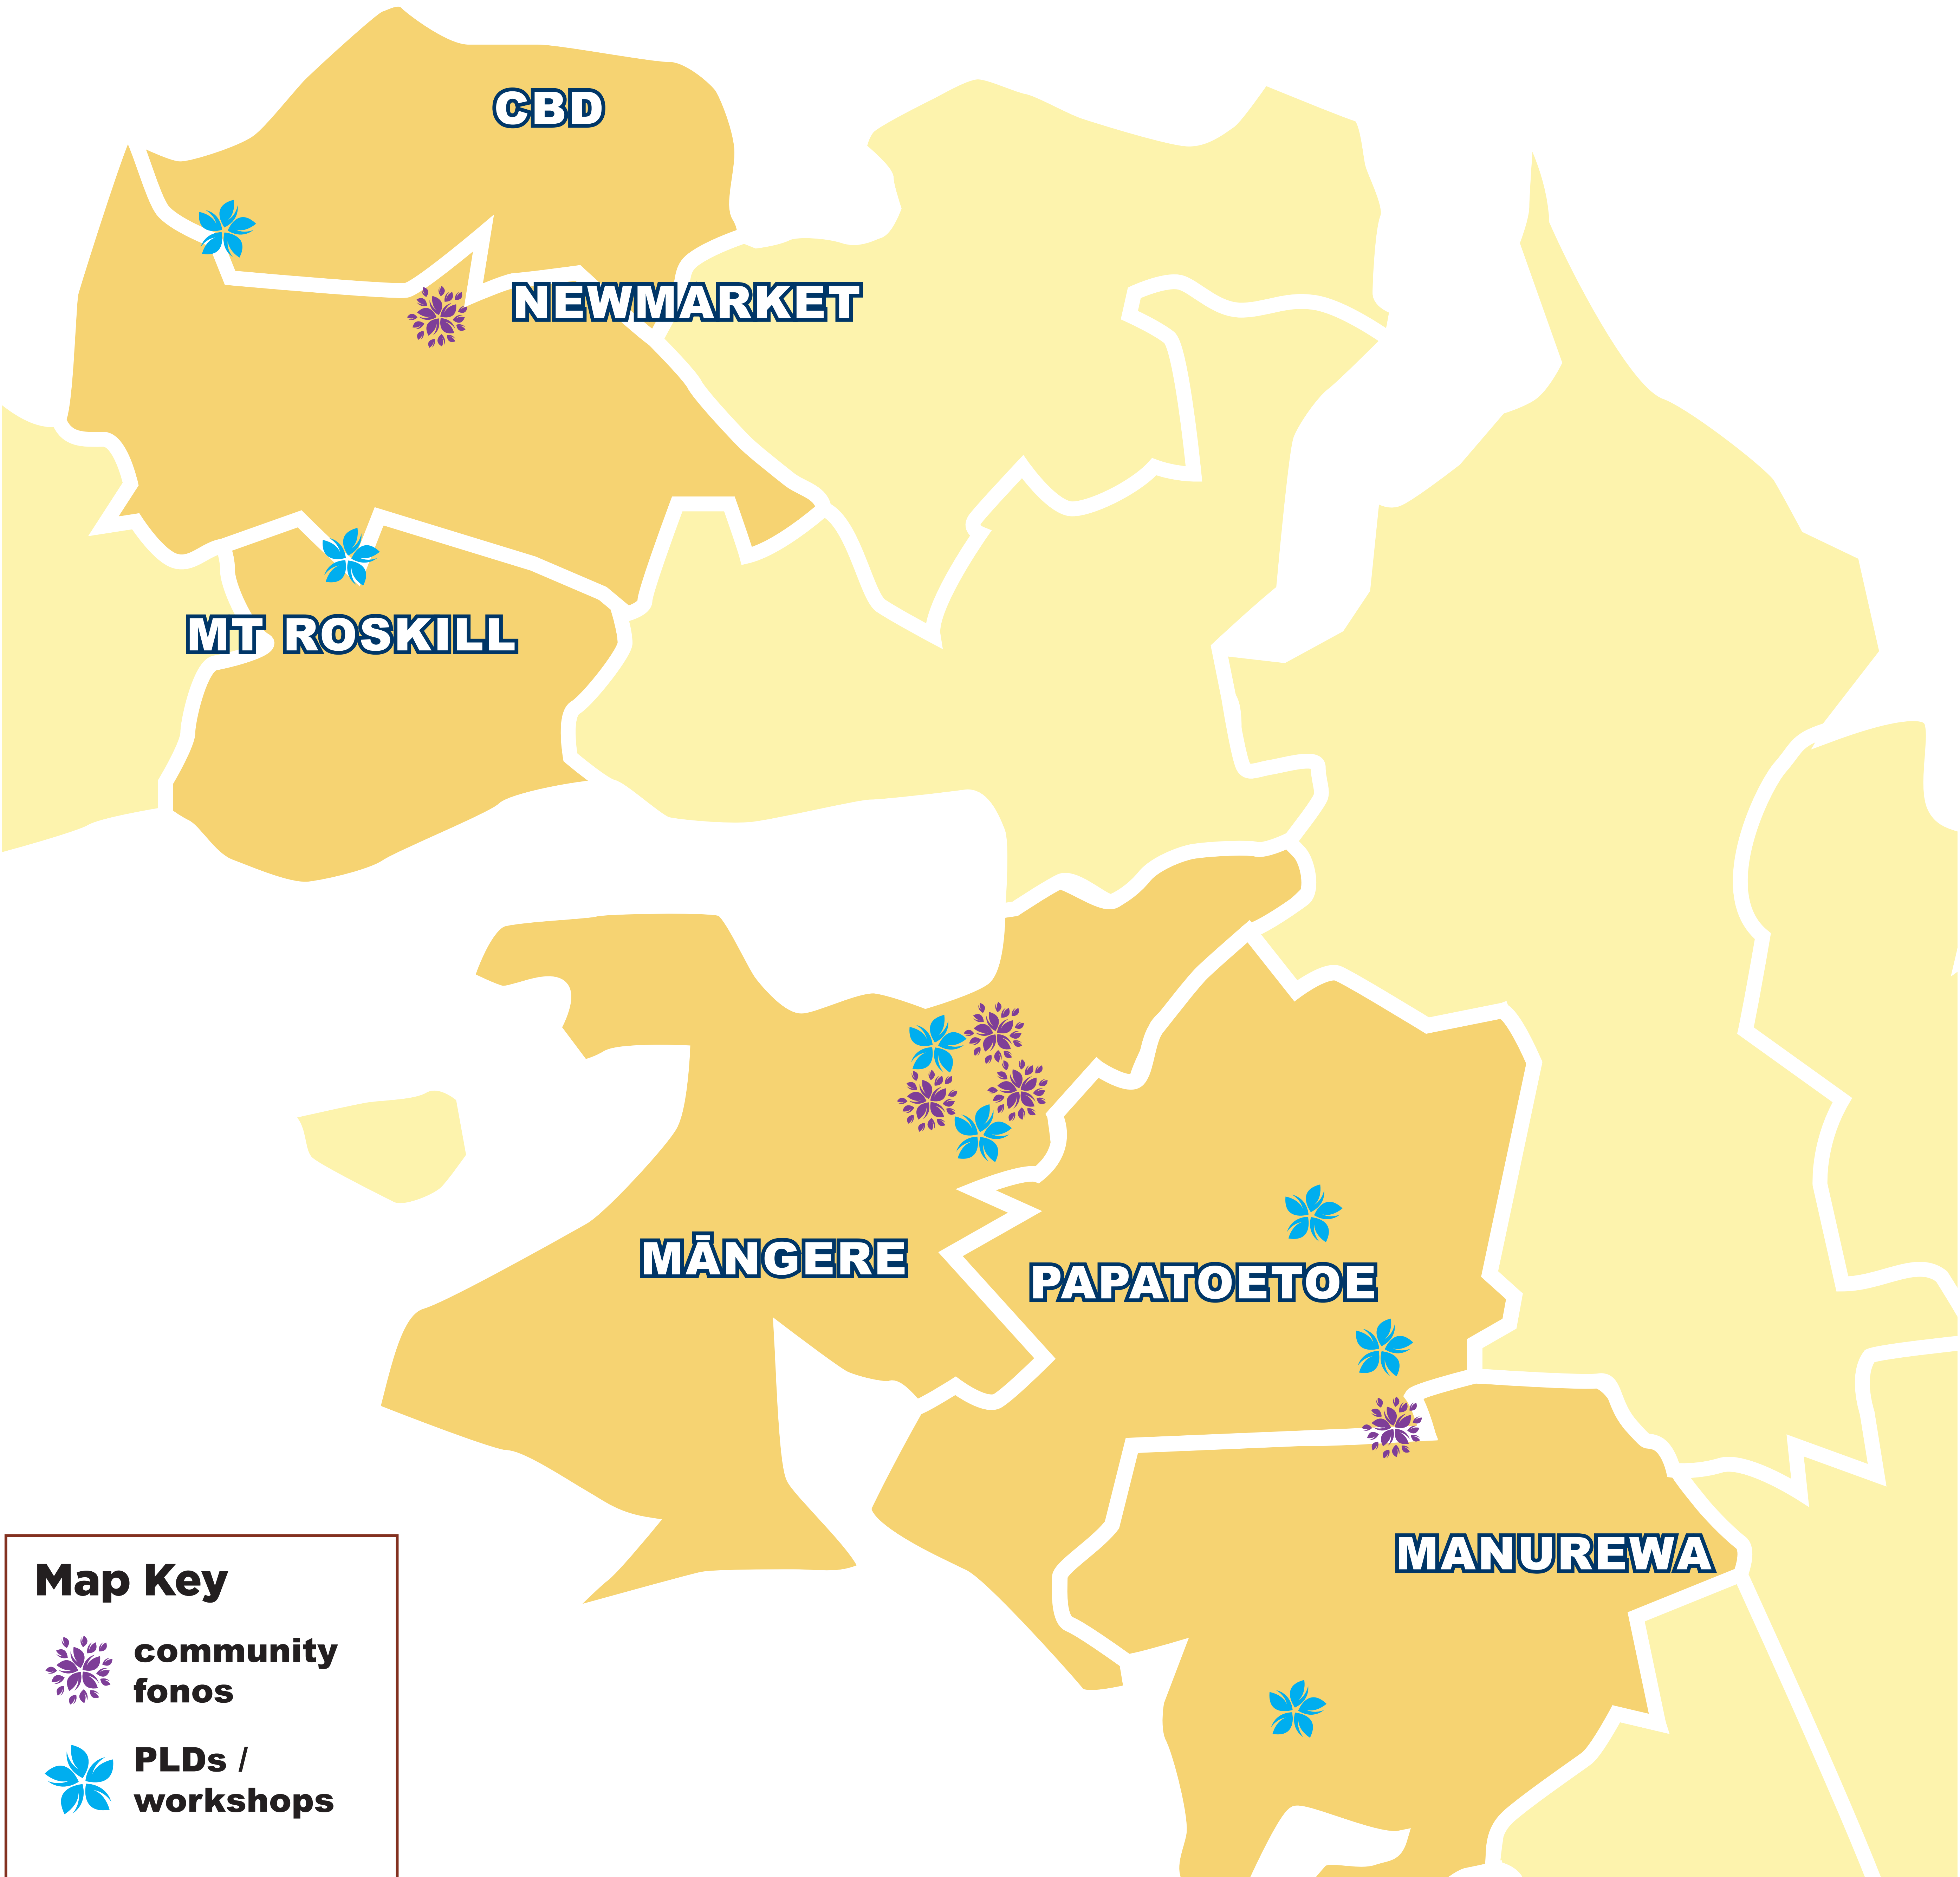 CBD
NEWMARKET
MT ROSKILL
MĀNGERE
PAPATOETOE
MANUREWA
Map Key
community
fonos
PLDs /
workshops